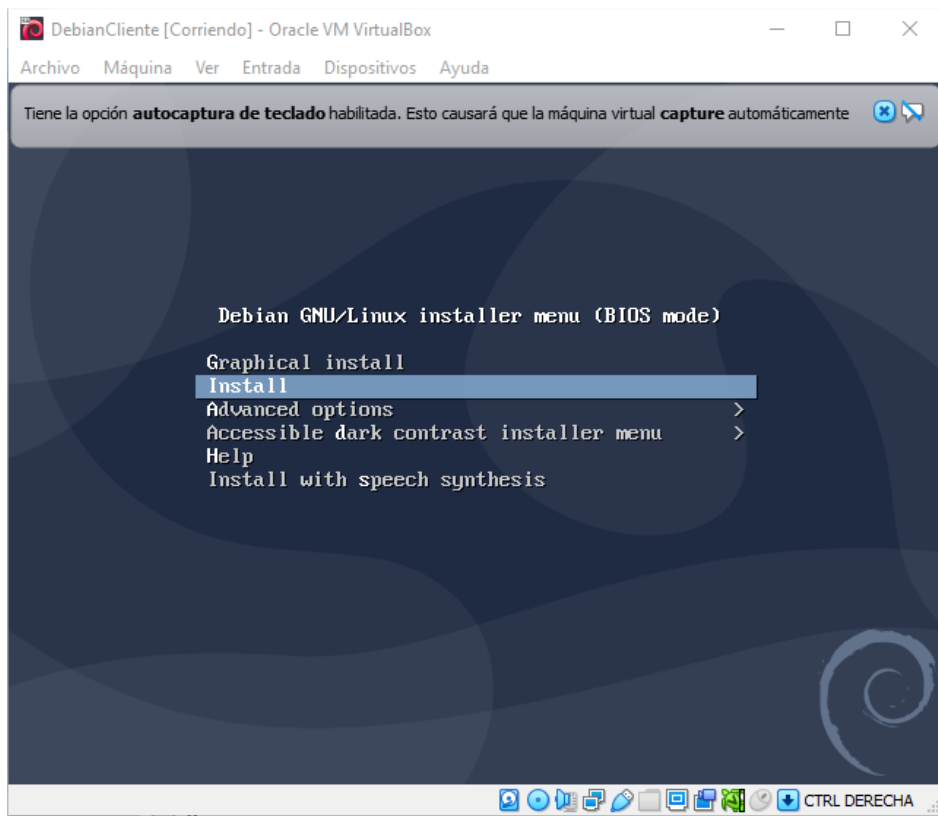 DebianCliente [Corriendo] - Oracle VM VirtualBox
Archivo Máquina Ver Entrada Dispositivos Ayuda
Tiene la opción autocaptura de teclado habilitada. Esto causará que la máquina virtual capture automáticamente
Debian GNU/Linux installer menu (BIOS mode)
Graphical install
Install
Advanced options >
Accessible dark contrast installer menu >
Help
Install with speech synthesis
CTRL DERECHA